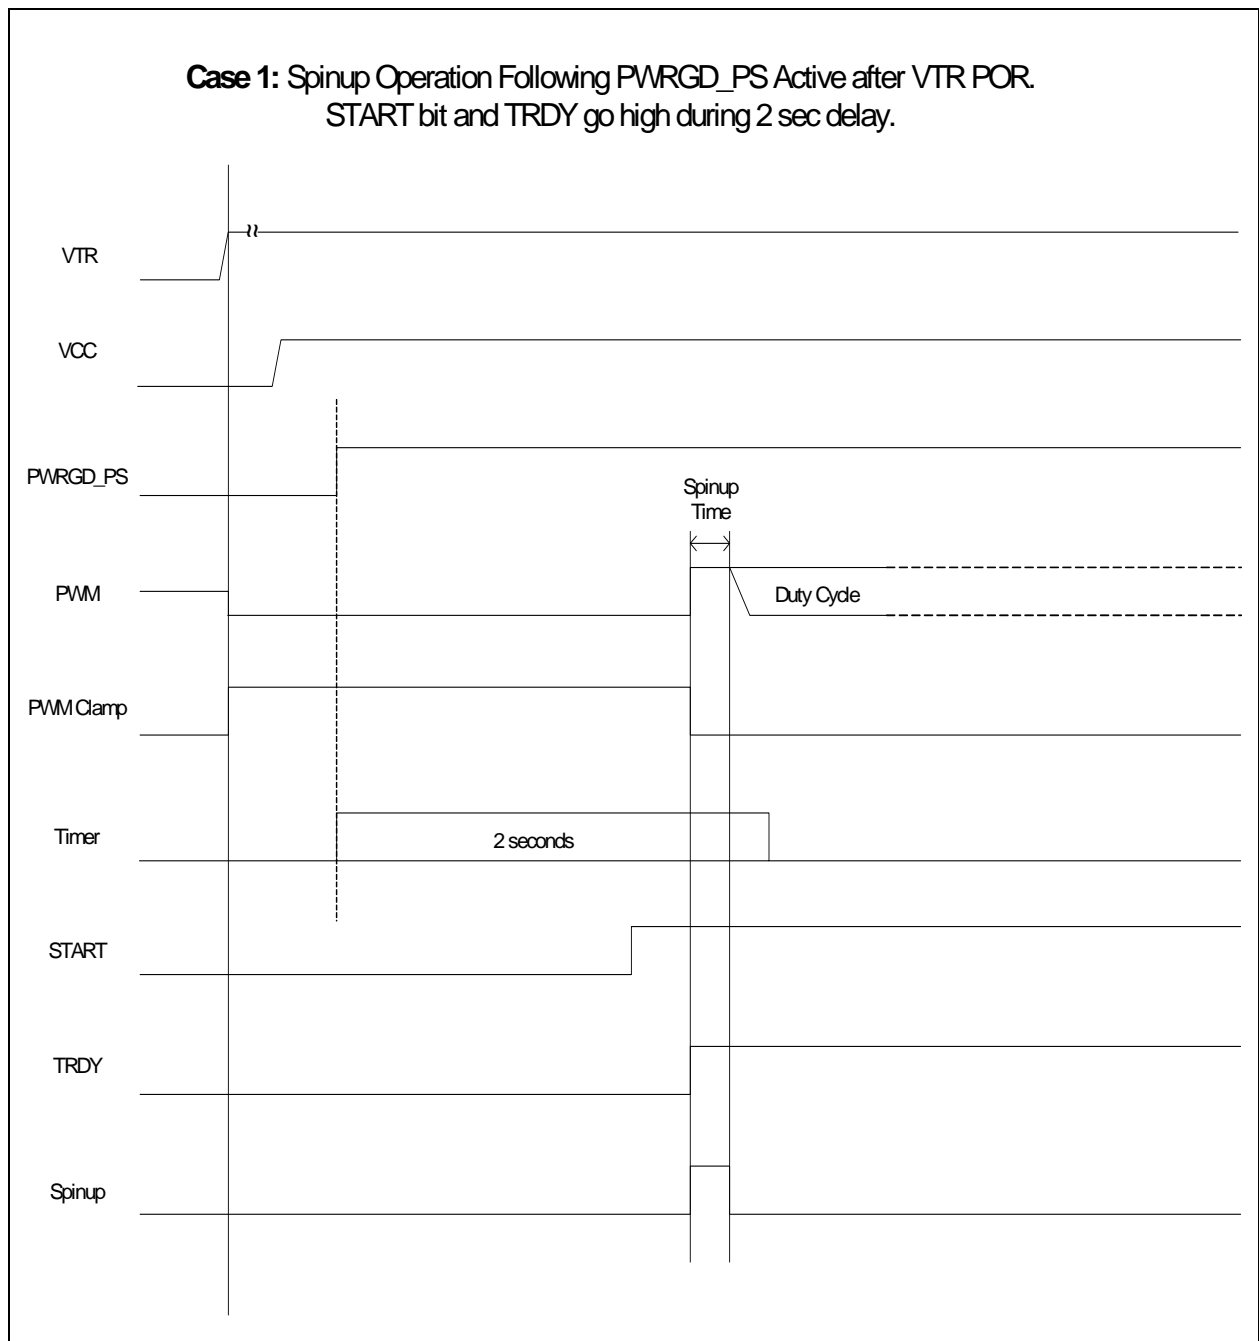 Case 1: Spinup Operation Following PWRGD_PS Active after VTR POR.
START bit and TRDY go high during 2 sec delay.
VTR
VCC
PWRGD_PS
Spinup
Time
PWM
Duty Cycle
PWM Clamp
Timer
2 seconds
START
TRDY
Spinup